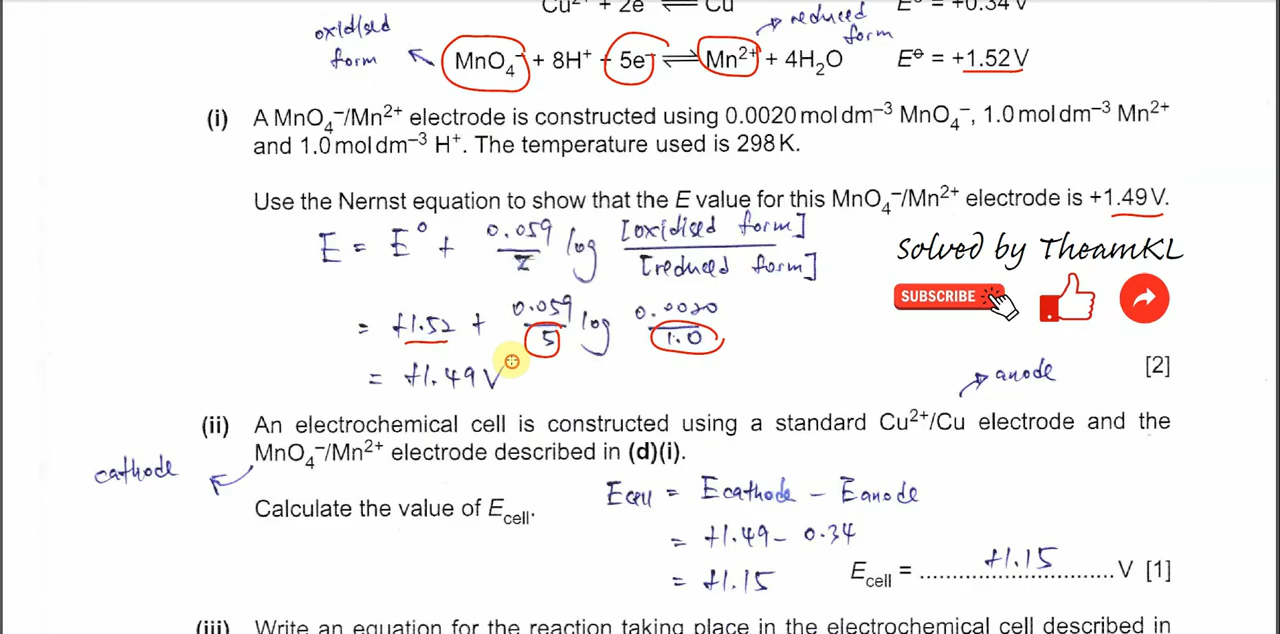 Cu²⁺ + 2e⁻ ⇌ Cu E⦵ = +0.34 V
oxidised form
reduced form
MnO₄⁻ + 8H⁺ + 5e⁻ ⇌ Mn²⁺ + 4H₂O E⦵ = +1.52 V
(i) A MnO₄⁻/Mn²⁺ electrode is constructed using 0.0020 mol dm⁻³ MnO₄⁻, 1.0 mol dm⁻³ Mn²⁺
and 1.0 mol dm⁻³ H⁺. The temperature used is 298 K.
Use the Nernst equation to show that the E value for this MnO₄⁻/Mn²⁺ electrode is +1.49 V.
E = E° + 0.059/z log [oxidised form]/[reduced form]
= +1.52 + 0.059/5 log 0.0020/1.0
= +1.49 V
Solved by TheamKL
SUBSCRIBE
[2]
anode
(ii) An electrochemical cell is constructed using a standard Cu²⁺/Cu electrode and the
MnO₄⁻/Mn²⁺ electrode described in (d)(i).
cathode
Calculate the value of E cell.
Ecell = Ecathode − Eanode
= +1.49 − 0.34
= +1.15
E cell = +1.15 V [1]
(iii) Write an equation for the reaction taking place in the electrochemical cell described in